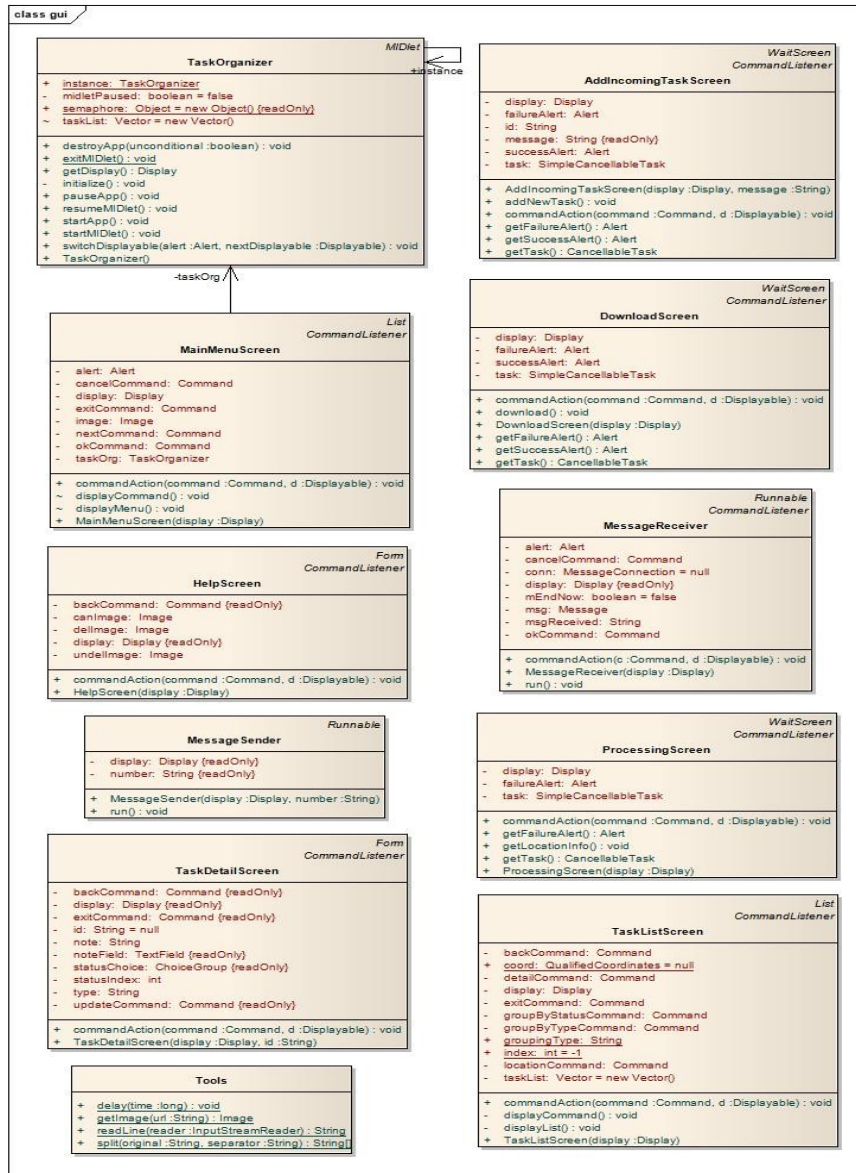 class gui
MIDlet
TaskOrganizer
+ instance: TaskOrganizer
- midletPaused: boolean = false
+ semaphore: Object = new Object() {readOnly}
~ taskList: Vector = new Vector()
+ destroyApp(unconditional :boolean) : void
+ exitMIDlet() : void
+ getDisplay() : Display
- initialize() : void
+ pauseApp() : void
+ resumeMIDlet() : void
+ startApp() : void
+ startMIDlet() : void
+ switchDisplayable(alert :Alert, nextDisplayable :Displayable) : void
+ TaskOrganizer()
+instance
-taskOrg
List
CommandListener
MainMenuScreen
- alert: Alert
- cancelCommand: Command
- display: Display
- exitCommand: Command
- image: Image
- nextCommand: Command
- okCommand: Command
- taskOrg: TaskOrganizer
+ commandAction(command :Command, d :Displayable) : void
~ displayCommand() : void
~ displayMenu() : void
+ MainMenuScreen(display :Display)
Form
CommandListener
HelpScreen
- backCommand: Command {readOnly}
- canImage: Image
- delImage: Image
- display: Display {readOnly}
- undelImage: Image
+ commandAction(command :Command, d :Displayable) : void
+ HelpScreen(display :Display)
Runnable
MessageSender
- display: Display {readOnly}
- number: String {readOnly}
+ MessageSender(display :Display, number :String)
+ run() : void
Form
CommandListener
TaskDetailScreen
- backCommand: Command {readOnly}
- display: Display {readOnly}
- exitCommand: Command {readOnly}
- id: String = null
- note: String
- noteField: TextField {readOnly}
- statusChoice: ChoiceGroup {readOnly}
- statusIndex: int
- type: String
- updateCommand: Command {readOnly}
+ commandAction(command :Command, d :Displayable) : void
+ TaskDetailScreen(display :Display, id :String)
Tools
+ delay(time :long) : void
+ getImage(url :String) : Image
+ readLine(reader :InputStreamReader) : String
+ split(original :String, separator :String) : String[]
WaitScreen
CommandListener
AddIncomingTaskScreen
- display: Display
- failureAlert: Alert
- id: String
- message: String {readOnly}
- successAlert: Alert
- task: SimpleCancellableTask
+ AddIncomingTaskScreen(display :Display, message :String)
+ addNewTask() : void
+ commandAction(command :Command, d :Displayable) : void
+ getFailureAlert() : Alert
+ getSuccessAlert() : Alert
+ getTask() : CancellableTask
WaitScreen
CommandListener
DownloadScreen
- display: Display
- failureAlert: Alert
- successAlert: Alert
- task: SimpleCancellableTask
+ commandAction(command :Command, d :Displayable) : void
+ download() : void
+ DownloadScreen(display :Display)
+ getFailureAlert() : Alert
+ getSuccessAlert() : Alert
+ getTask() : CancellableTask
Runnable
CommandListener
MessageReceiver
- alert: Alert
- cancelCommand: Command
- conn: MessageConnection = null
- display: Display {readOnly}
- mEndNow: boolean = false
- msg: Message
- msgReceived: String
- okCommand: Command
+ commandAction(c :Command, d :Displayable) : void
+ MessageReceiver(display :Display)
+ run() : void
WaitScreen
CommandListener
ProcessingScreen
- display: Display
- failureAlert: Alert
- task: SimpleCancellableTask
+ commandAction(command :Command, d :Displayable) : void
+ getFailureAlert() : Alert
+ getLocationInfo() : void
+ getTask() : CancellableTask
+ ProcessingScreen(display :Display)
List
CommandListener
TaskListScreen
- backCommand: Command
+ coord: QualifiedCoordinates = null
- detailCommand: Command
- display: Display
- exitCommand: Command
- groupByStatusCommand: Command
- groupByTypeCommand: Command
+ groupingType: String
+ index: int = -1
- locationCommand: Command
- taskList: Vector = new Vector()
+ commandAction(command :Command, d :Displayable) : void
- displayCommand() : void
- displayList() : void
+ TaskListScreen(display :Display)